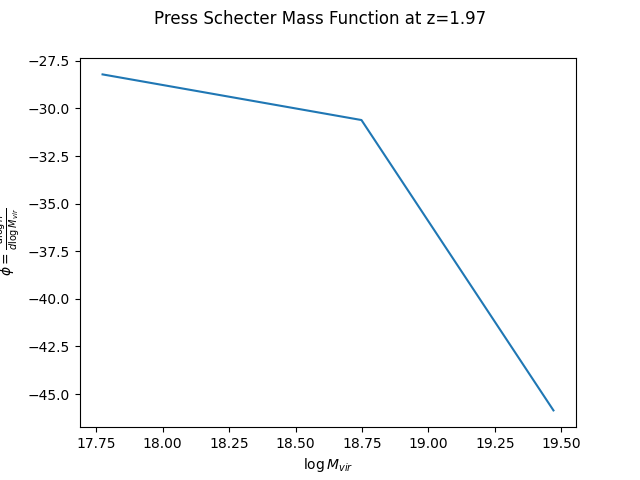 Press Schecter Mass Function at z=1.97
−27.5
−30.0
−32.5
−35.0
−37.5
−40.0
−42.5
−45.0
ϕ =
d log M_vir
17.75 18.00 18.25 18.50 18.75 19.00 19.25 19.50
log M_vir